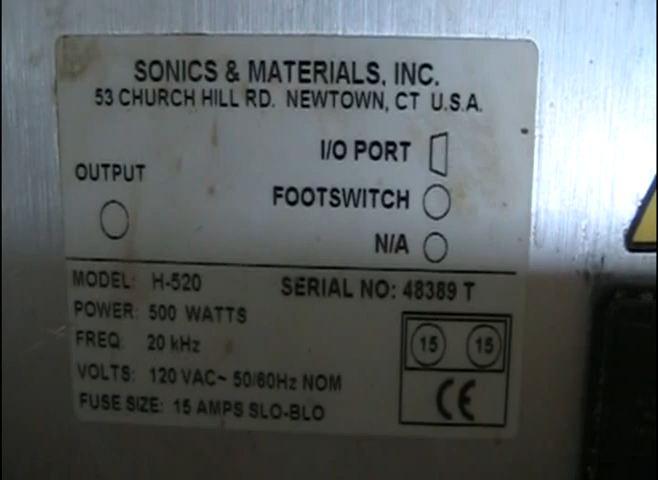 SONICS & MATERIALS, INC.
53 CHURCH HILL RD. NEWTOWN, CT U.S.A.
I/O PORT
OUTPUT
FOOTSWITCH
N/A
MODEL: H-520 SERIAL NO: 48389 T
POWER: 500 WATTS
FREQ 20 kHz
15 15
VOLTS: 120 VAC~ 50/60Hz NOM
FUSE SIZE: 15 AMPS SLO-BLO
CE